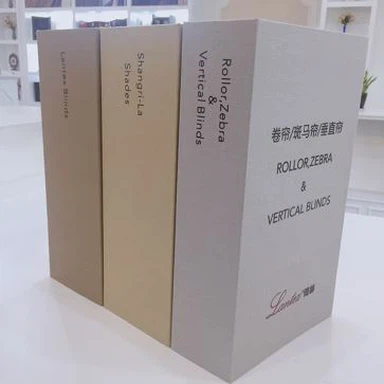 Lantex Blinds
Shangri-La
Shades
Rollor,Zebra
&
Vertical Blinds
卷帘/斑马帘/垂直帘
ROLLOR,ZEBRA
&
VERTICAL BLINDS
Lantex